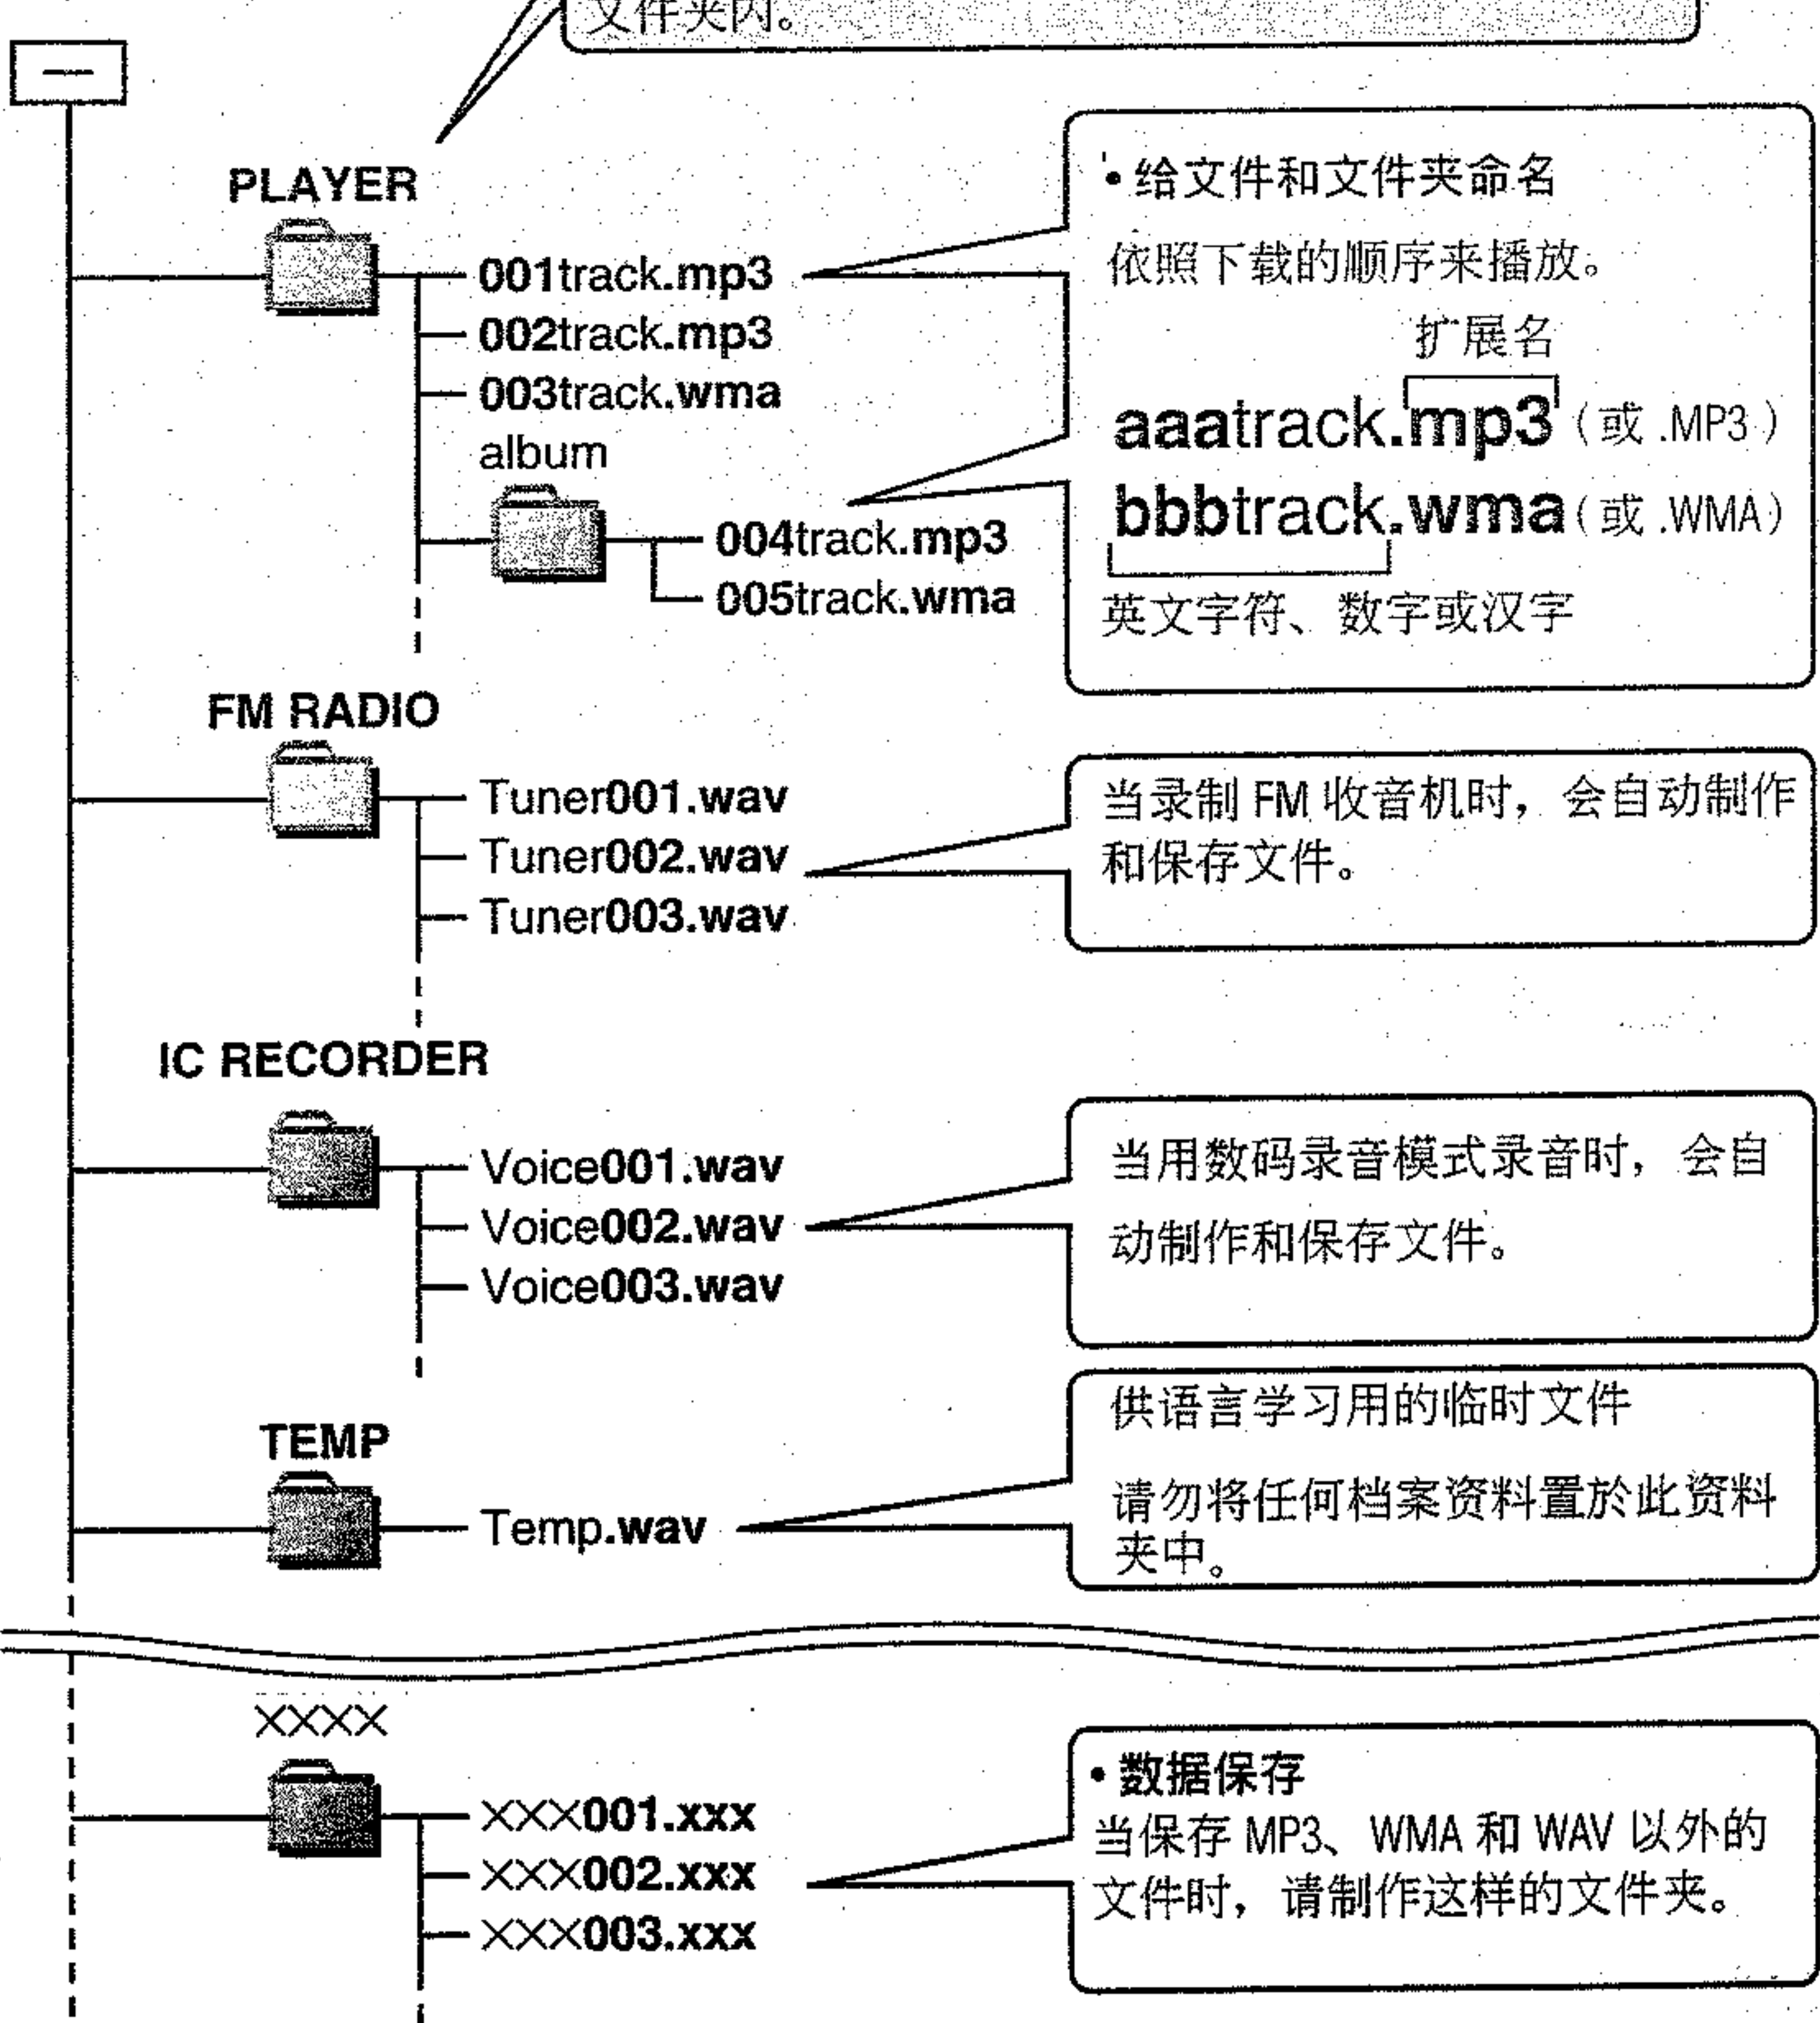 文件夹内。
PLAYER
001track.mp3
002track.mp3
003track.wma
album
004track.mp3
005track.wma
• 给文件和文件夹命名
依照下载的顺序来播放。
扩展名
aaatrack.mp3（或 .MP3）
bbbtrack.wma（或 .WMA）
英文字符、数字或汉字
FM RADIO
Tuner001.wav
Tuner002.wav
Tuner003.wav
当录制 FM 收音机时，会自动制作
和保存文件。
IC RECORDER
Voice001.wav
Voice002.wav
Voice003.wav
当用数码录音模式录音时，会自
动制作和保存文件。
TEMP
Temp.wav
供语言学习用的临时文件
请勿将任何档案资料置於此资料
夹中。
××××
×××001.xxx
×××002.xxx
×××003.xxx
• 数据保存
当保存 MP3、WMA 和 WAV 以外的
文件时，请制作这样的文件夹。